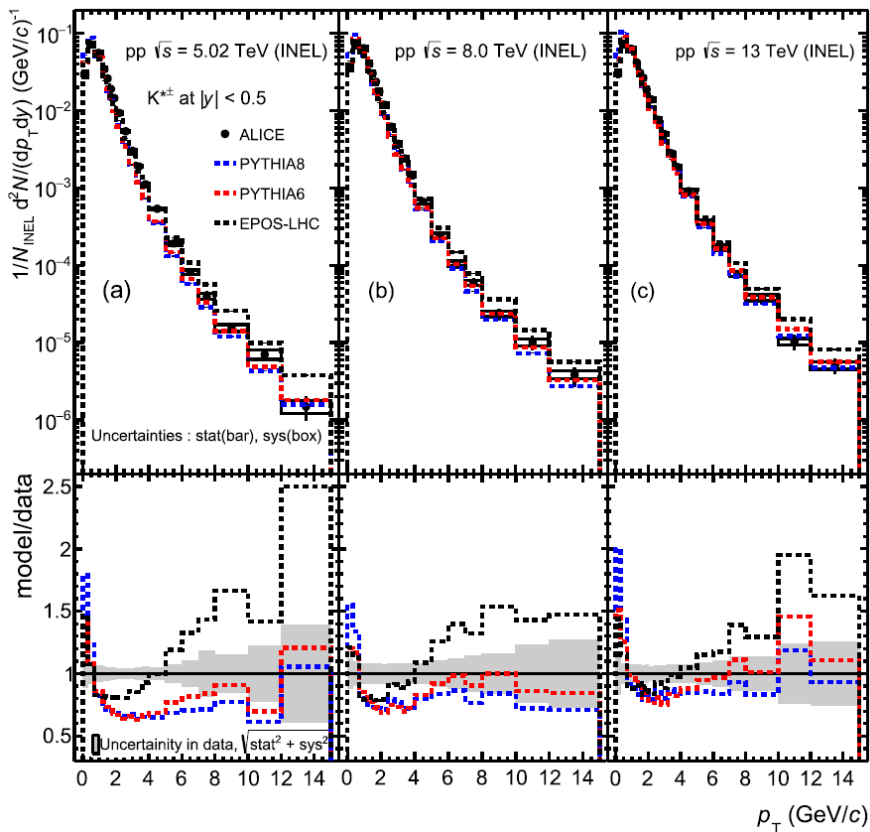 1/N_INEL d²N/(dp_T dy) (GeV/c)⁻¹
10⁻¹
10⁻²
10⁻³
10⁻⁴
10⁻⁵
10⁻⁶
pp √s = 5.02 TeV (INEL)
K*± at |y| < 0.5
ALICE
PYTHIA8
PYTHIA6
EPOS-LHC
(a)
Uncertainties : stat(bar), sys(box)
pp √s = 8.0 TeV (INEL)
(b)
pp √s = 13 TeV (INEL)
(c)
model/data
2.5
2
1.5
1
0.5
Uncertainity in data, √stat² + sys²
0 2 4 6 8 10 12 14
0 2 4 6 8 10 12 14
0 2 4 6 8 10 12 14
p_T (GeV/c)